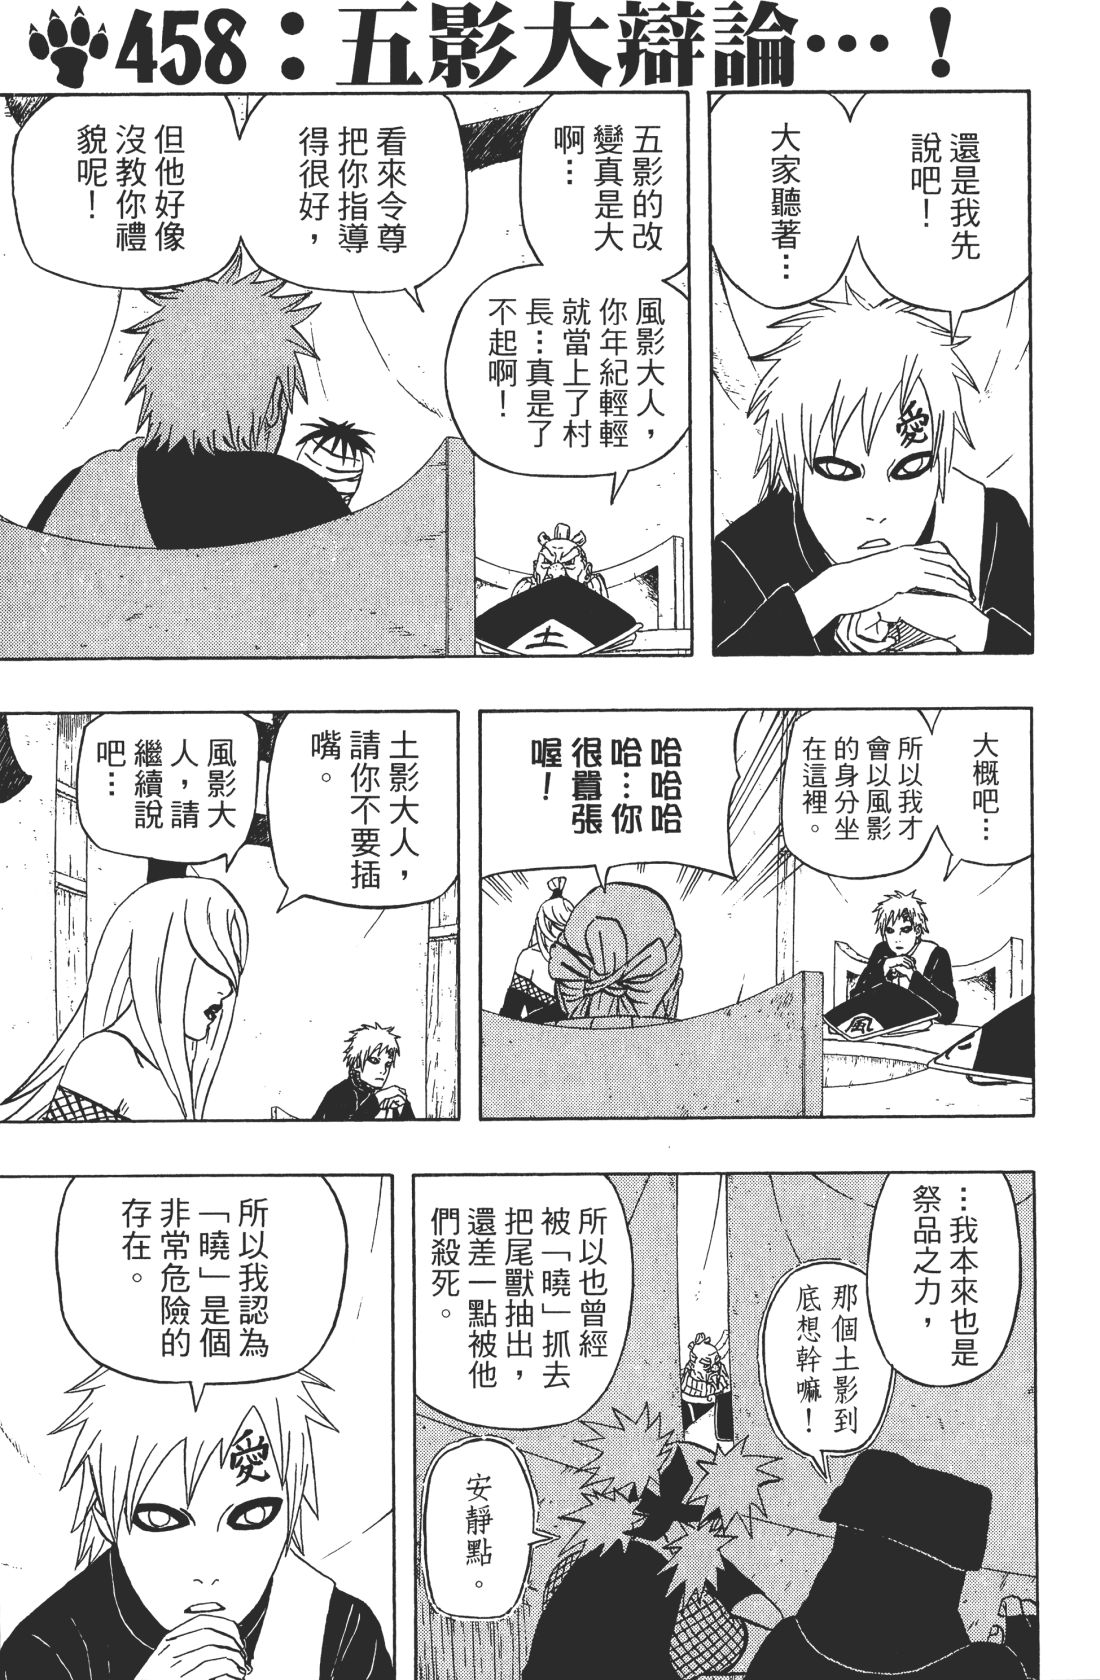 458：五影大辯論…！
還是我先
說吧！
大家聽著…
五影的改
變真是大
啊…
風影大人，
你年紀輕輕
就當上了村
長…真是了
不起啊！
看來令尊
把你指導
得很好，
但他好像
沒教你禮
貌呢！
大概吧…
所以我才
會以風影
的身分坐
在這裡。
風
哈哈哈
哈…你
很囂張
喔！
土
土影大人，
請你不要插
嘴。
風影大
人，請
繼續說
吧…
…我本來也是
祭品之力，
那個土影到
底想幹嘛！
所以也曾經
被「曉」抓去
把尾獸抽出，
還差一點被他
們殺死。
安靜點。
所以我認為
「曉」是個
非常危險的
存在。
愛
愛